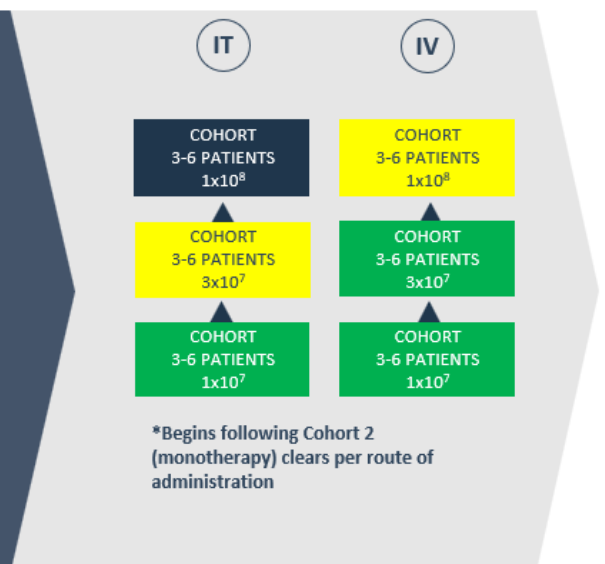 IT
IV
COHORT
3-6 PATIENTS
1x10⁸
COHORT
3-6 PATIENTS
1x10⁸
COHORT
3-6 PATIENTS
3x10⁷
COHORT
3-6 PATIENTS
3x10⁷
COHORT
3-6 PATIENTS
1x10⁷
COHORT
3-6 PATIENTS
1x10⁷
*Begins following Cohort 2
(monotherapy) clears per route of
administration